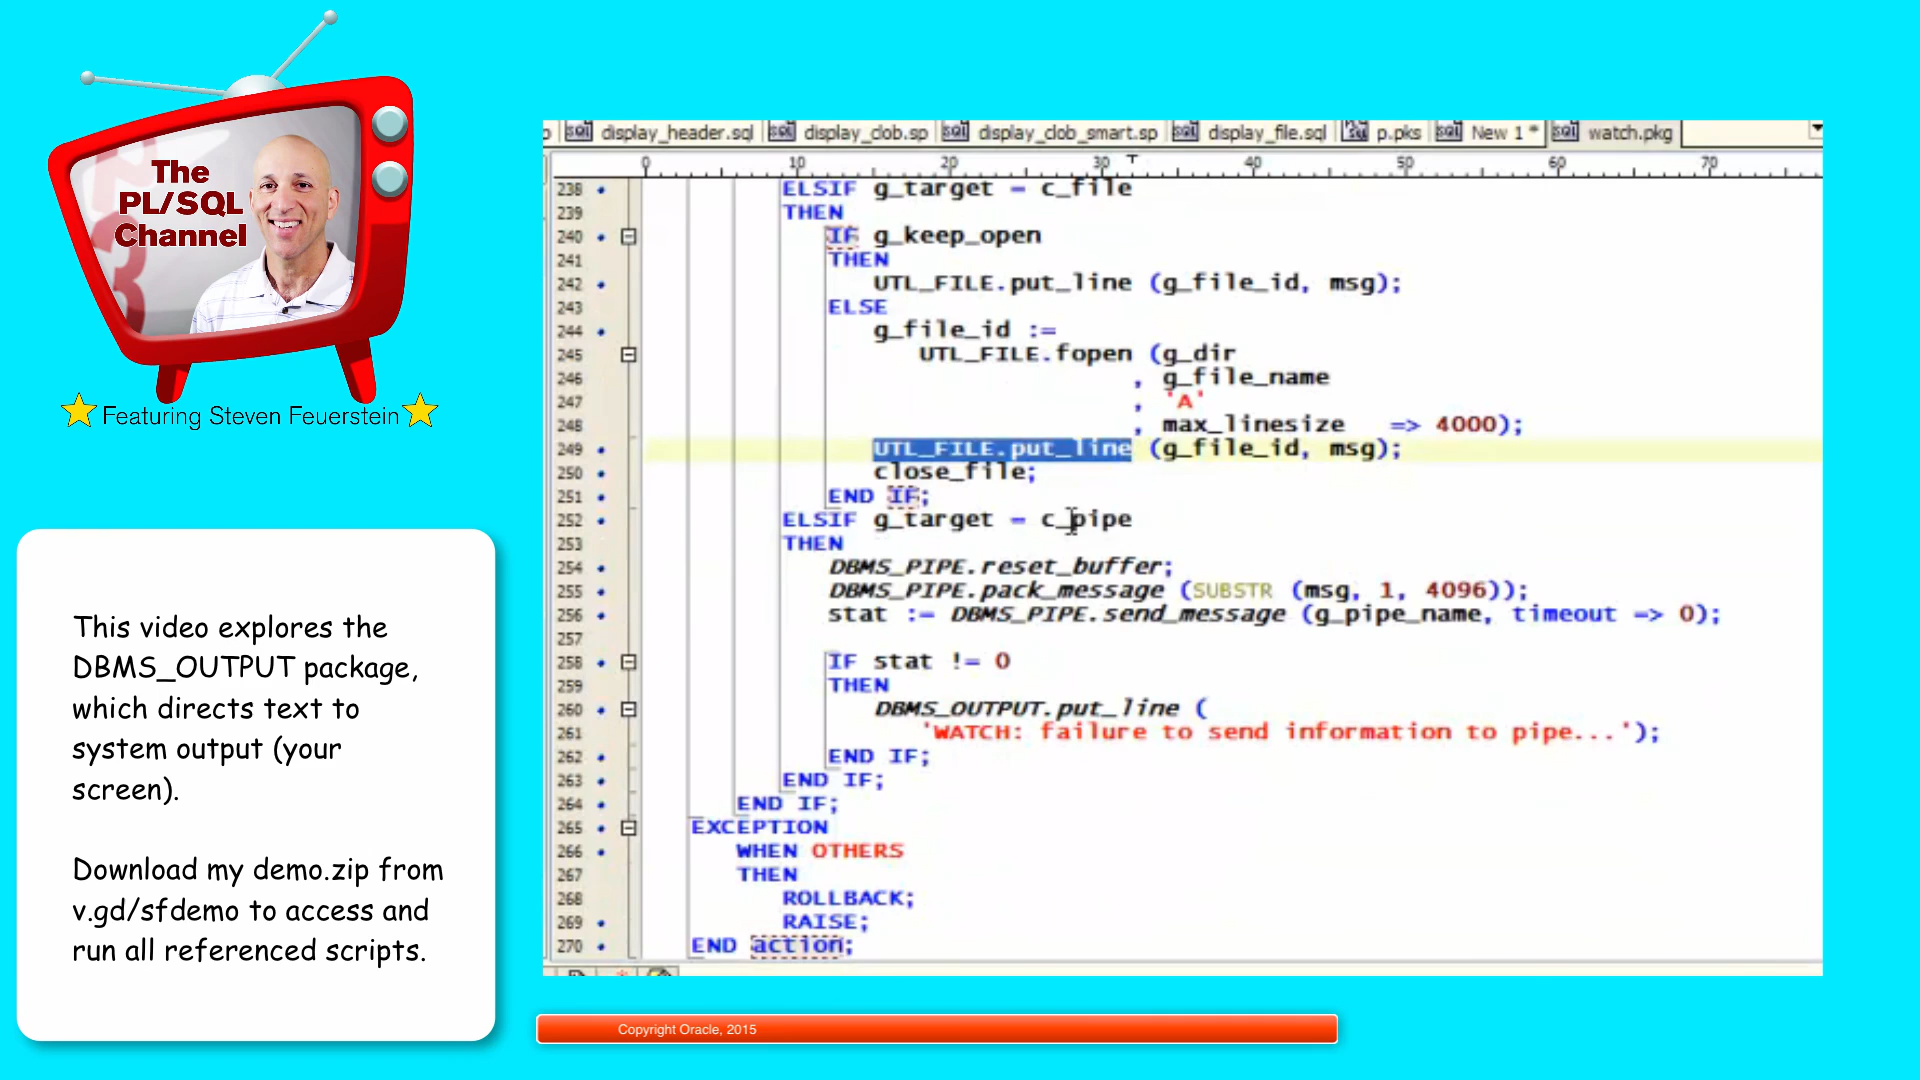 The
PL/SQL
Channel
Featuring Steven Feuerstein
This video explores the
DBMS_OUTPUT package,
which directs text to
system output (your
screen).
Download my demo.zip from
v.gd/sfdemo to access and
run all referenced scripts.
display_header.sql display_clob.sp display_clob_smart.sp display_file.sql p.pks New 1 * watch.pkg
0 10 20 30 40 50 60 70
238 ELSIF g_target = c_file
239 THEN
240 IF g_keep_open
241 THEN
242 UTL_FILE.put_line (g_file_id, msg);
243 ELSE
244 g_file_id :=
245 UTL_FILE.fopen (g_dir
246 , g_file_name
247 , 'A'
248 , max_linesize => 4000);
249 UTL_FILE.put_line (g_file_id, msg);
250 close_file;
251 END IF;
252 ELSIF g_target = c_pipe
253 THEN
254 DBMS_PIPE.reset_buffer;
255 DBMS_PIPE.pack_message (SUBSTR (msg, 1, 4096));
256 stat := DBMS_PIPE.send_message (g_pipe_name, timeout => 0);
257
258 IF stat != 0
259 THEN
260 DBMS_OUTPUT.put_line (
261 'WATCH: failure to send information to pipe...');
262 END IF;
263 END IF;
264 END IF;
265 EXCEPTION
266 WHEN OTHERS
267 THEN
268 ROLLBACK;
269 RAISE;
270 END action;
Copyright Oracle, 2015